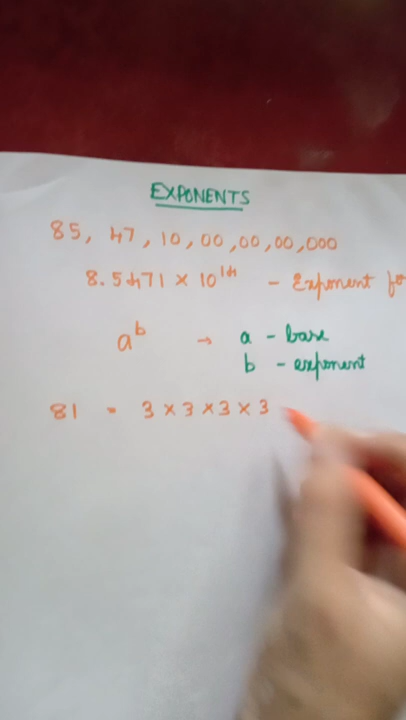 EXPONENTS
85, 47, 10, 00, 00, 00, 000
8.5471 × 10¹⁴ - Exponent
aᵇ → a - base
b - exponent
81 = 3 × 3 × 3 × 3